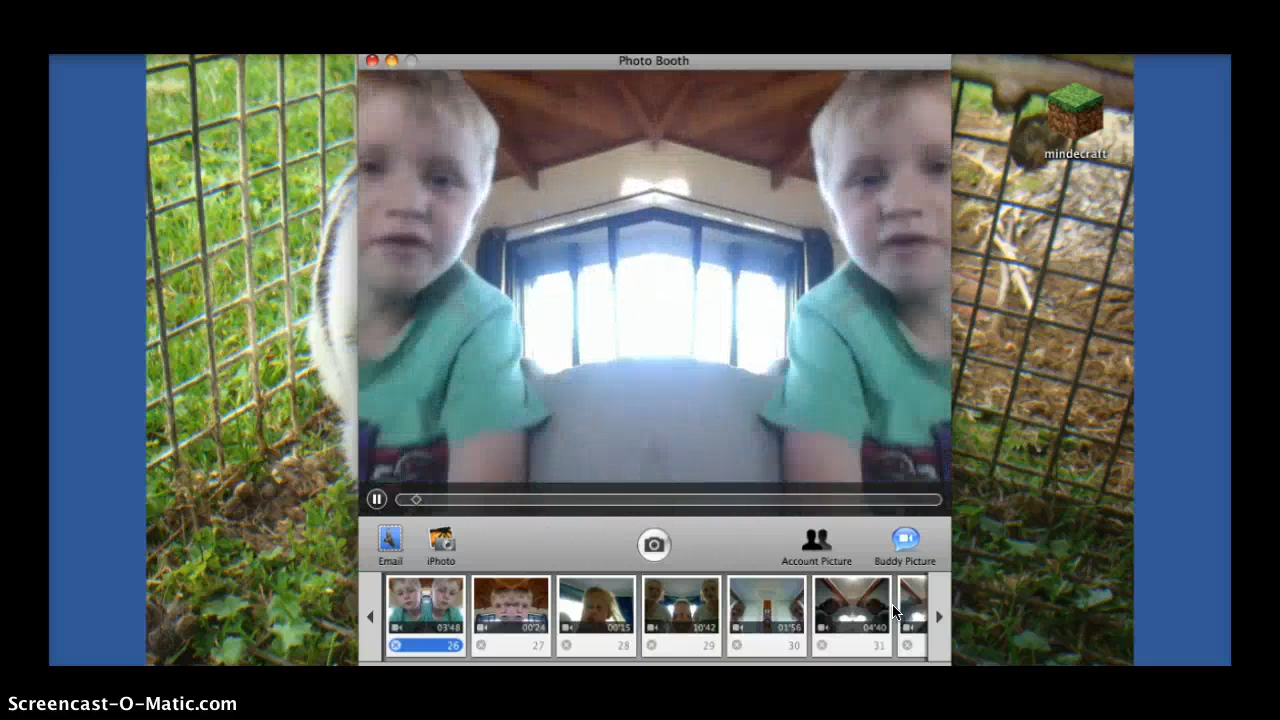 Photo Booth
mindecraft
Email
iPhoto
Account Picture
Buddy Picture
03'48
00'24
00'15
10'42
01'56
04'40
26
27
28
29
30
31
Screencast-O-Matic.com